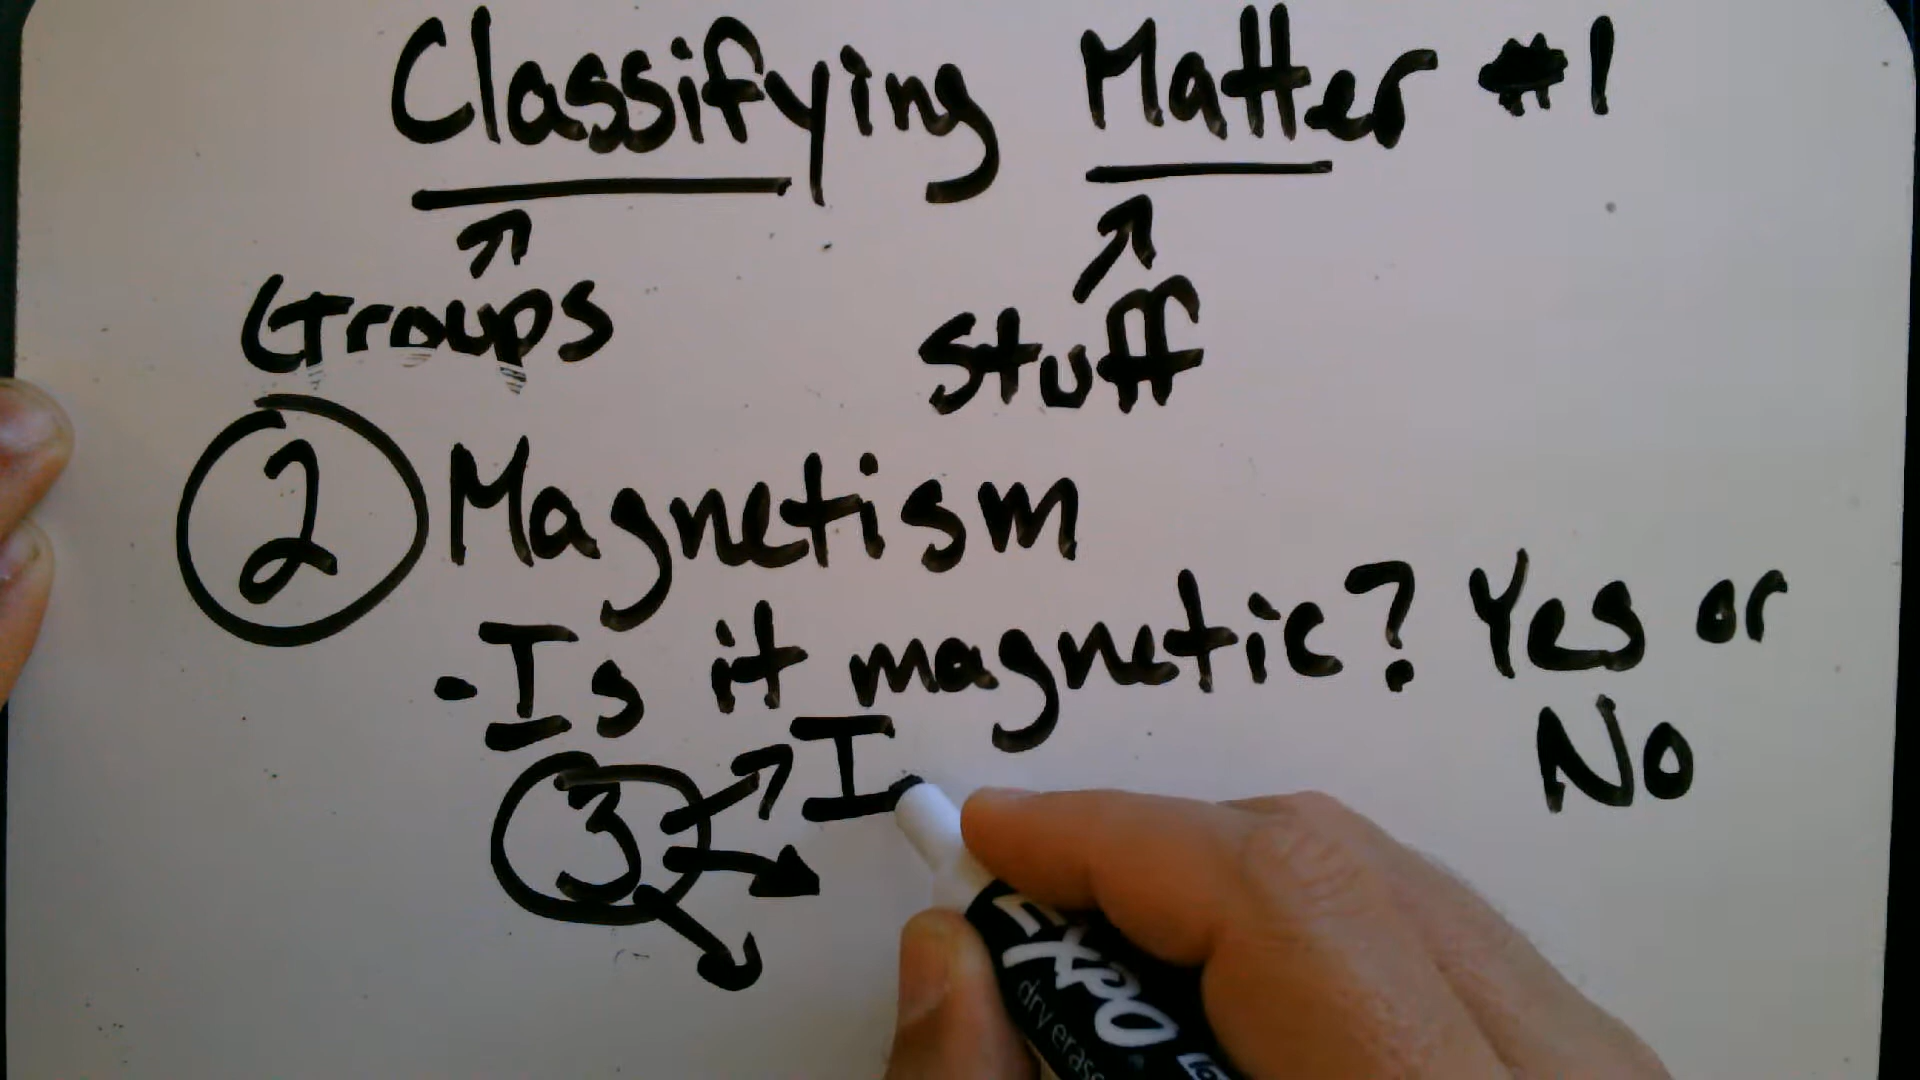 Classifying Matter #1
Groups
Stuff
2 Magnetism
- Is it magnetic? Yes or
No
3 I
EXPO
dry erase